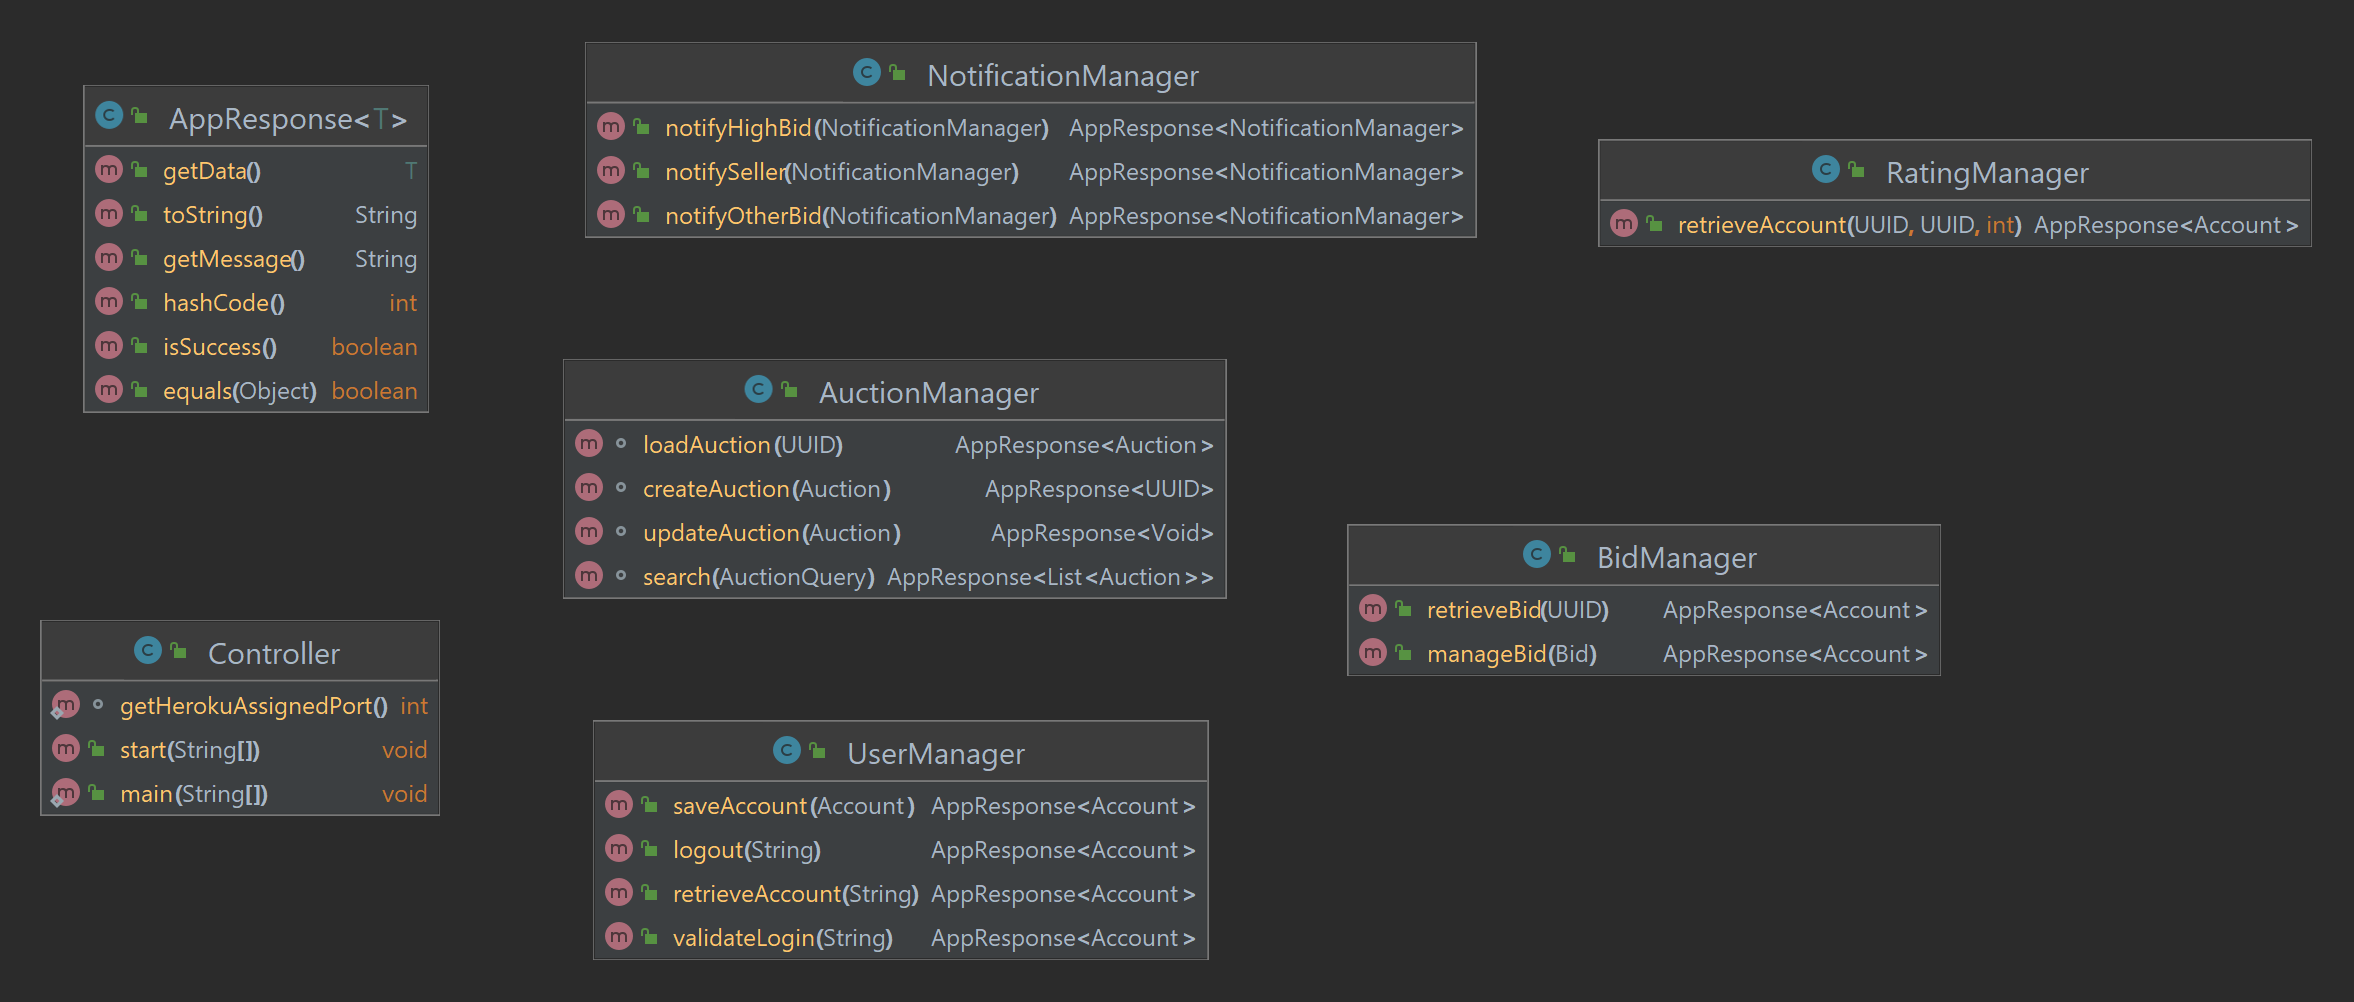 AppResponse<T>
getData() T
toString() String
getMessage() String
hashCode() int
isSuccess() boolean
equals(Object) boolean
NotificationManager
notifyHighBid(NotificationManager) AppResponse<NotificationManager>
notifySeller(NotificationManager) AppResponse<NotificationManager>
notifyOtherBid(NotificationManager) AppResponse<NotificationManager>
RatingManager
retrieveAccount(UUID, UUID, int) AppResponse<Account>
AuctionManager
loadAuction(UUID) AppResponse<Auction>
createAuction(Auction) AppResponse<UUID>
updateAuction(Auction) AppResponse<Void>
search(AuctionQuery) AppResponse<List<Auction>>
BidManager
retrieveBid(UUID) AppResponse<Account>
manageBid(Bid) AppResponse<Account>
Controller
getHerokuAssignedPort() int
start(String[]) void
main(String[]) void
UserManager
saveAccount(Account) AppResponse<Account>
logout(String) AppResponse<Account>
retrieveAccount(String) AppResponse<Account>
validateLogin(String) AppResponse<Account>